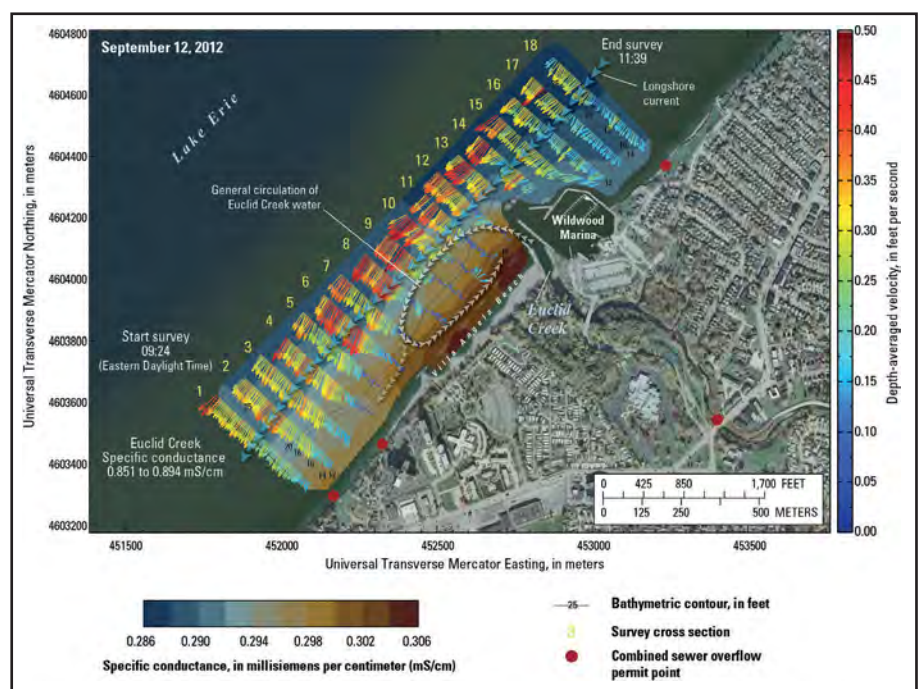 September 12, 2012
4604800
4604600
4604400
4604200
4604000
4603800
4603600
4603400
4603200
Universal Transverse Mercator Northing, in meters
Lake Erie
18
17
16
15
14
13
12
11
10
9
8
7
6
5
4
3
2
1
End survey
11:39
Longshore
current
General circulation of
Euclid Creek water
Wildwood
Marina
Euclid
Creek
Start survey
09:24
(Eastern Daylight Time)
Euclid Creek
Specific conductance
0.851 to 0.894 mS/cm
0 425 850 1,700 FEET
0 125 250 500 METERS
0.50
0.45
0.40
0.35
0.30
0.25
0.20
0.15
0.10
0.05
0.00
Depth-averaged velocity, in feet per second
451500 452000 452500 453000 453500
Universal Transverse Mercator Easting, in meters
0.286 0.290 0.294 0.298 0.302 0.306
Specific conductance, in millisiemens per centimeter (mS/cm)
25 Bathymetric contour, in feet
3 Survey cross section
Combined sewer overflow
permit point